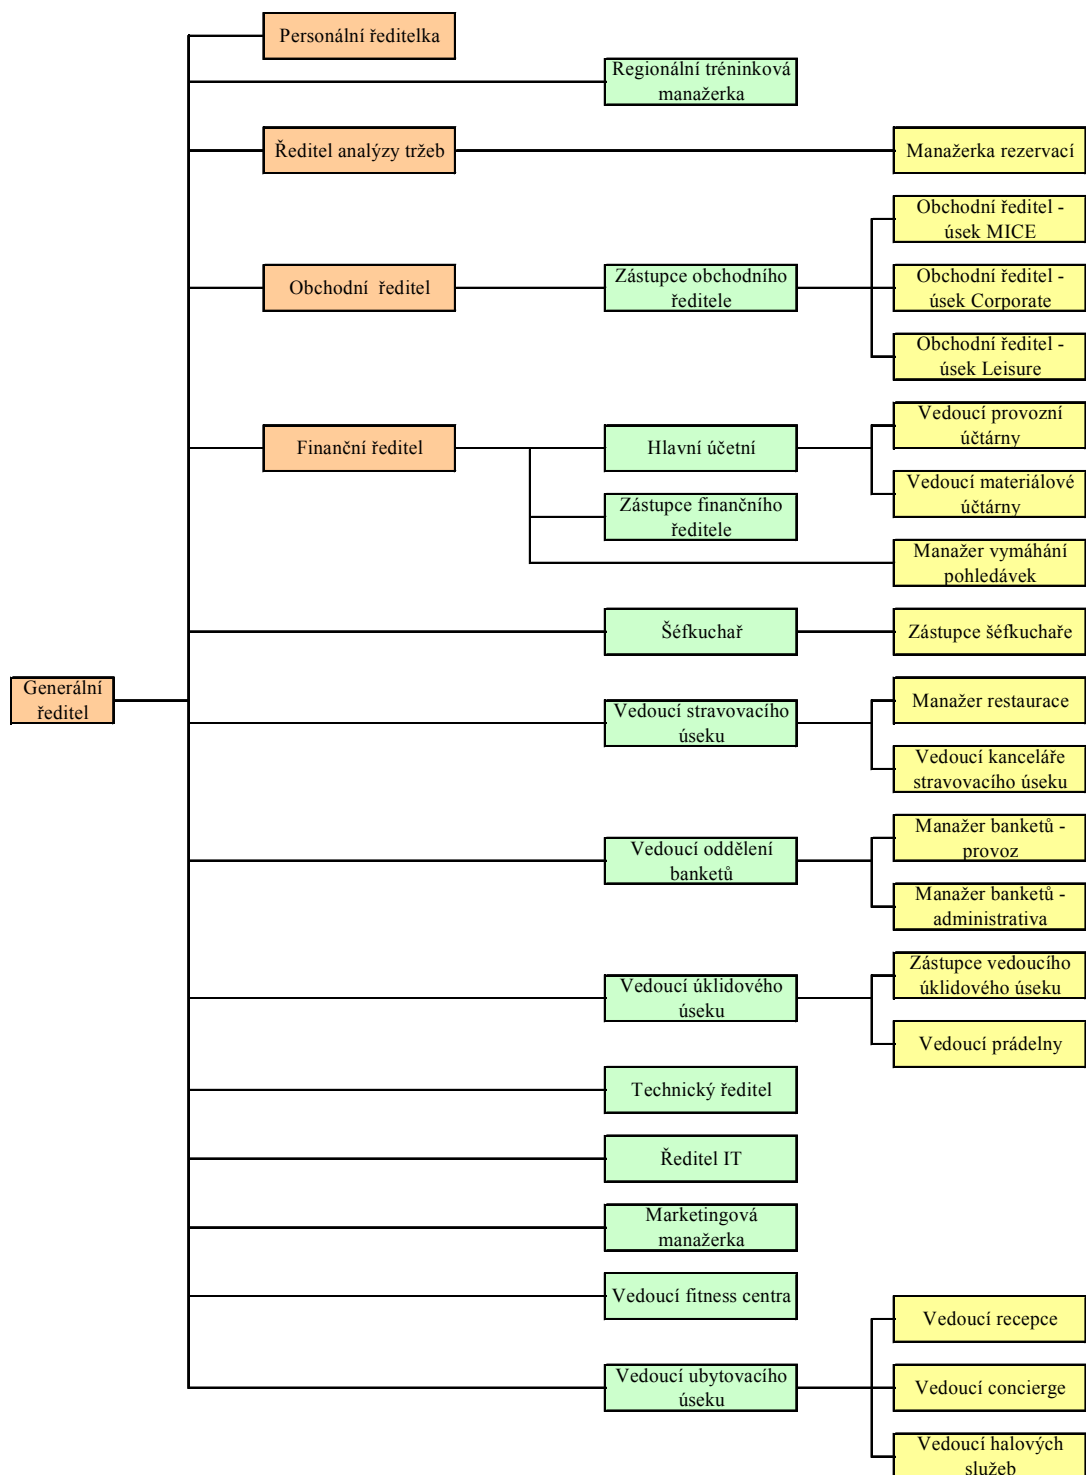 Personální ředitelka
Regionální tréninková
manažerka
Ředitel analýzy tržeb
Manažerka rezervací
Obchodní ředitel -
úsek MICE
Obchodní  ředitel
Zástupce obchodního
ředitele
Obchodní ředitel -
úsek Corporate
Obchodní ředitel -
úsek Leisure
Finanční ředitel
Hlavní účetní
Vedoucí provozní
účtárny
Vedoucí materiálové
účtárny
Zástupce finančního
ředitele
Manažer vymáhání
pohledávek
Šéfkuchař
Zástupce šéfkuchaře
Generální
ředitel
Vedoucí stravovacího
úseku
Manažer restaurace
Vedoucí kanceláře
stravovacího úseku
Vedoucí oddělení
banketů
Manažer banketů -
provoz
Manažer banketů -
administrativa
Vedoucí úklidového
úseku
Zástupce vedoucího
úklidového úseku
Vedoucí prádelny
Technický ředitel
Ředitel IT
Marketingová
manažerka
Vedoucí fitness centra
Vedoucí ubytovacího
úseku
Vedoucí recepce
Vedoucí concierge
Vedoucí halových
služeb